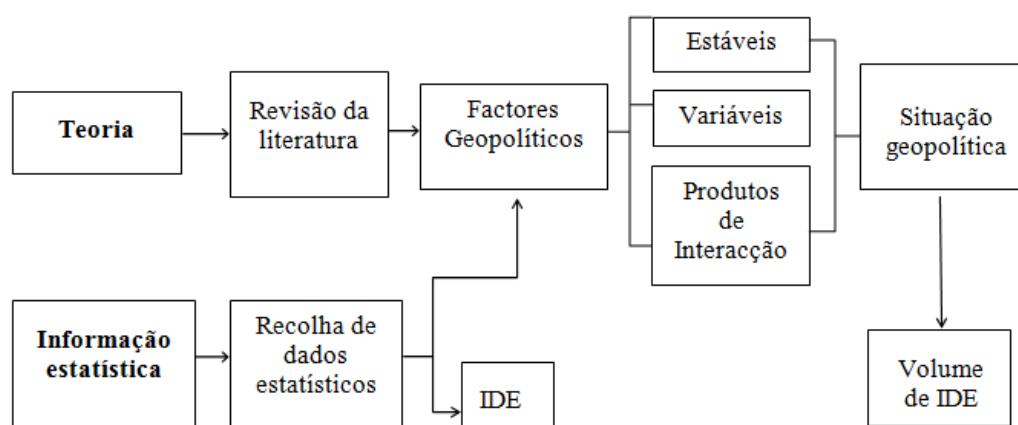 Teoria
Revisão da
literatura
Factores
Geopolíticos
Estáveis
Variáveis
Produtos
de
Interacção
Situação
geopolítica
Informação
estatística
Recolha de
dados
estatísticos
IDE
Volume
de IDE